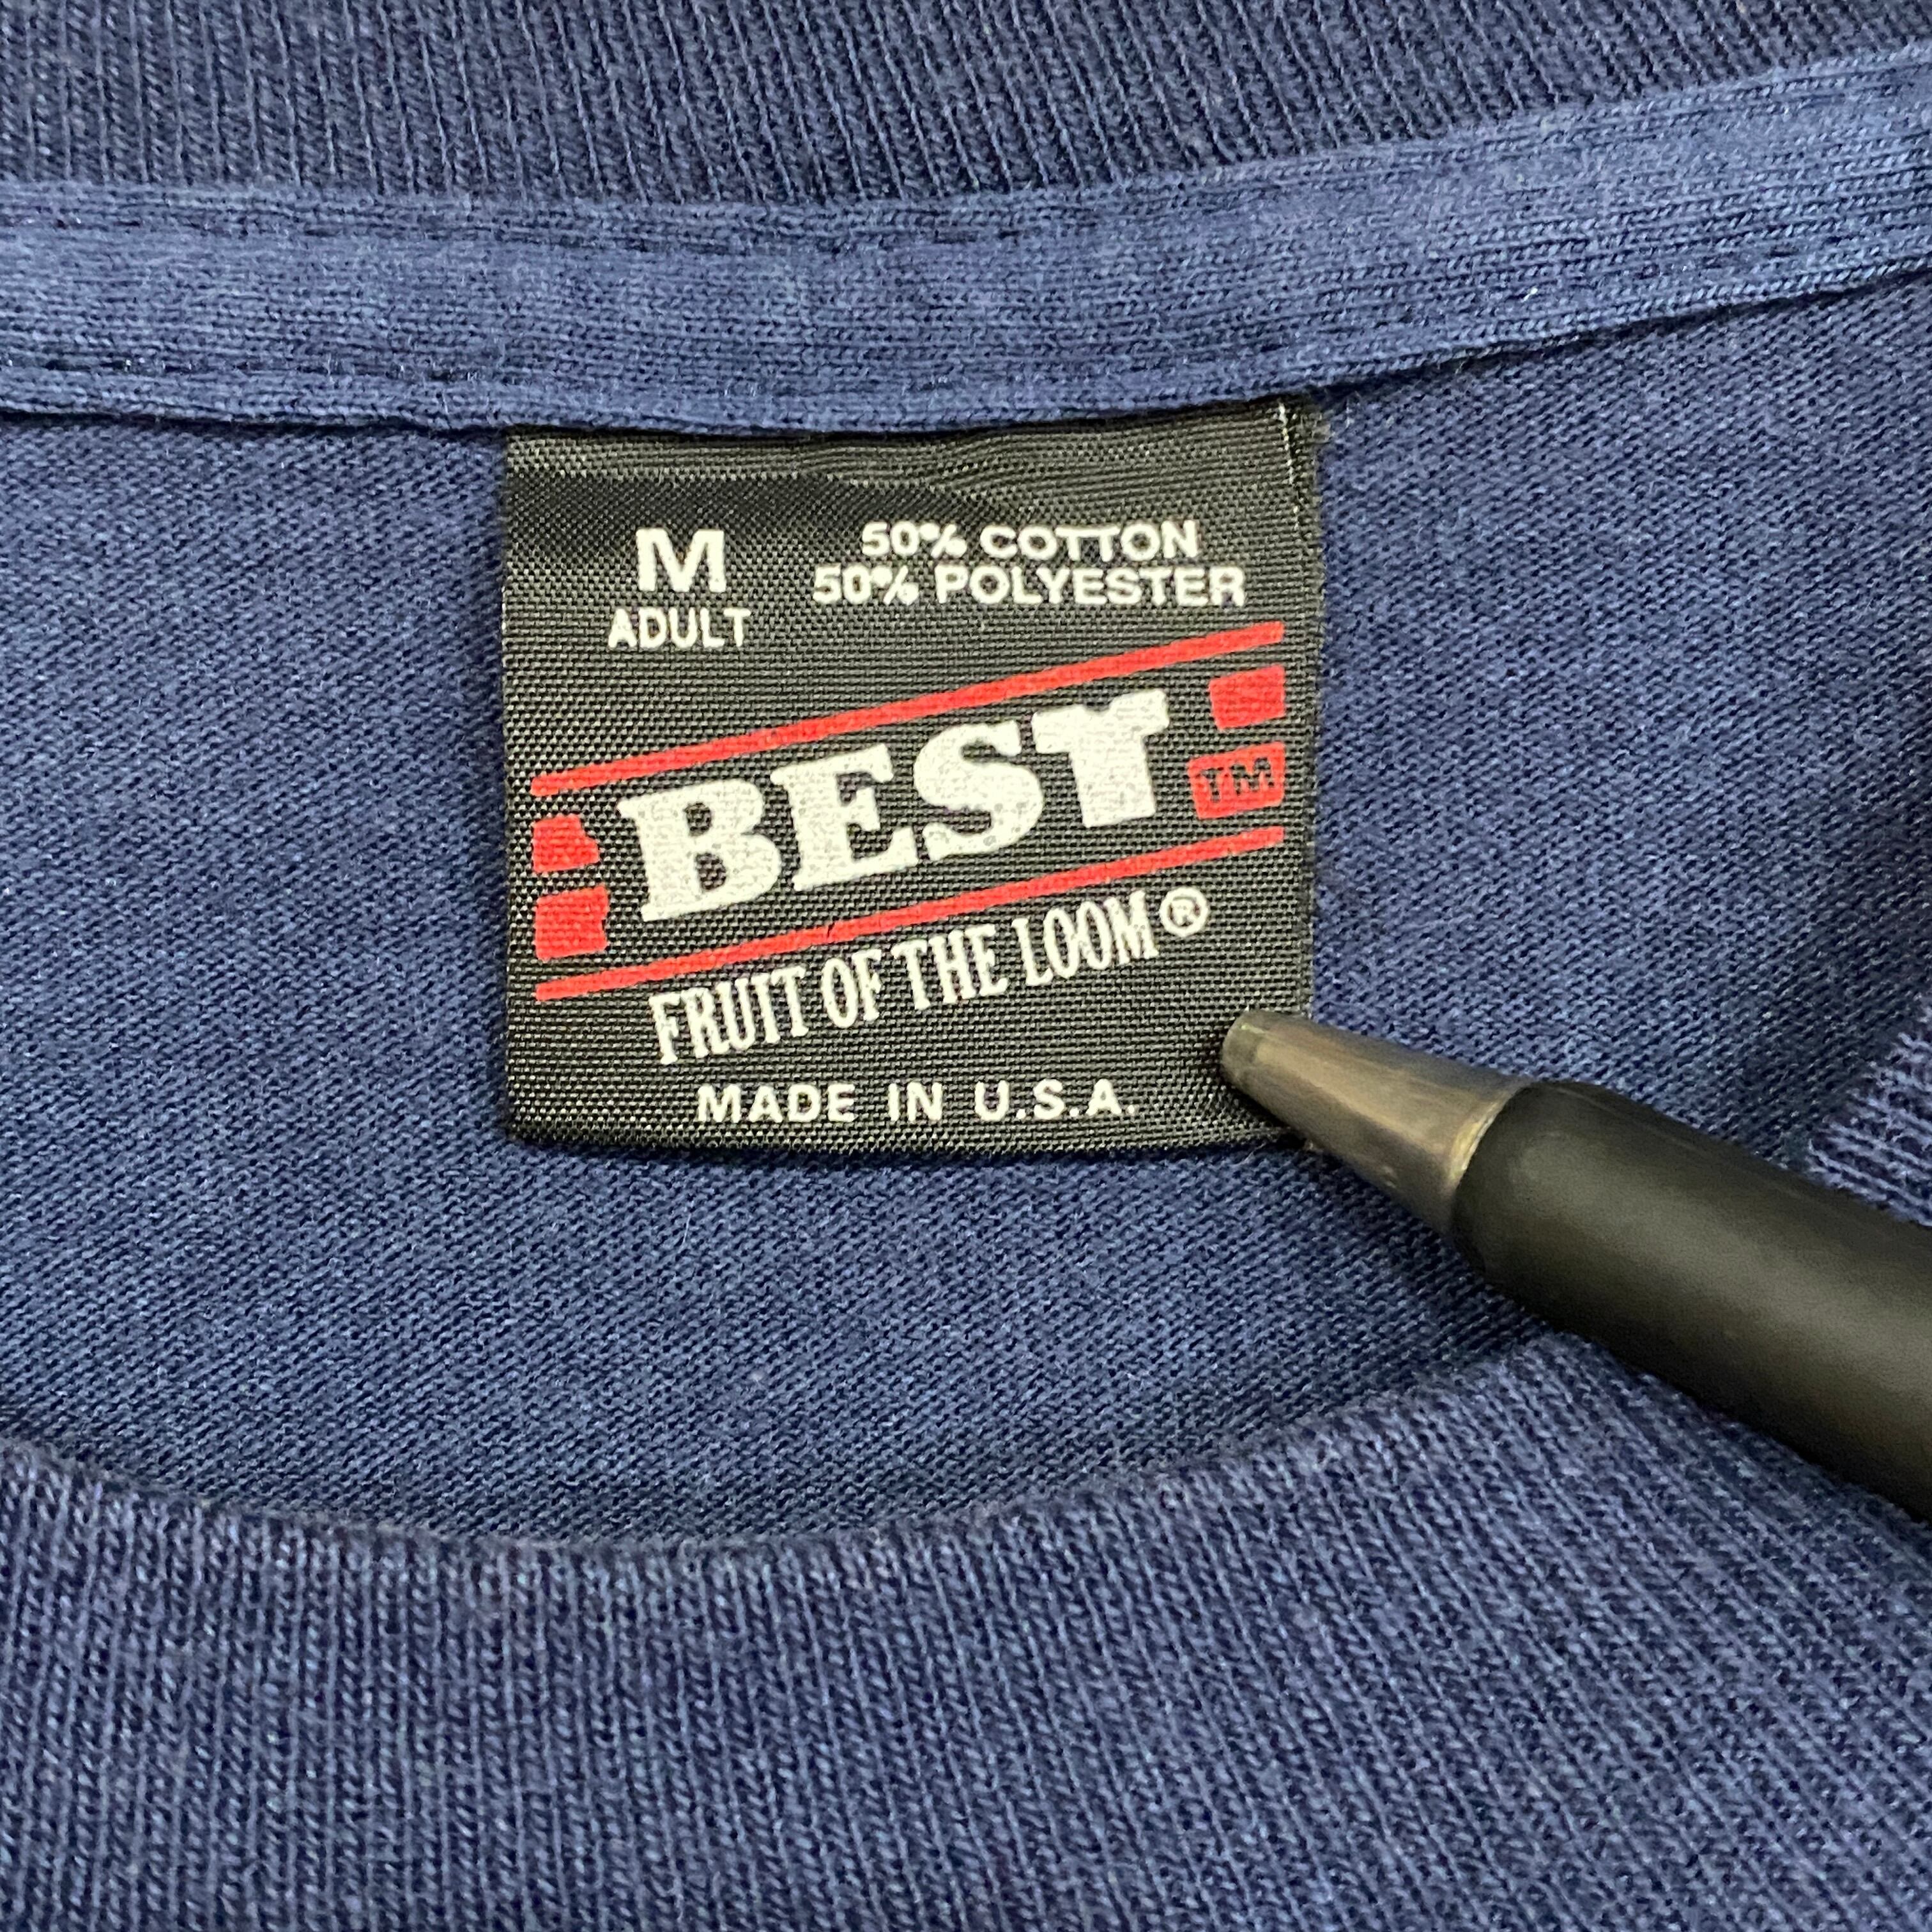 M
ADULT
50% COTTON
50% POLYESTER
BEST
TM
FRUIT OF THE LOOM®
MADE IN U.S.A.